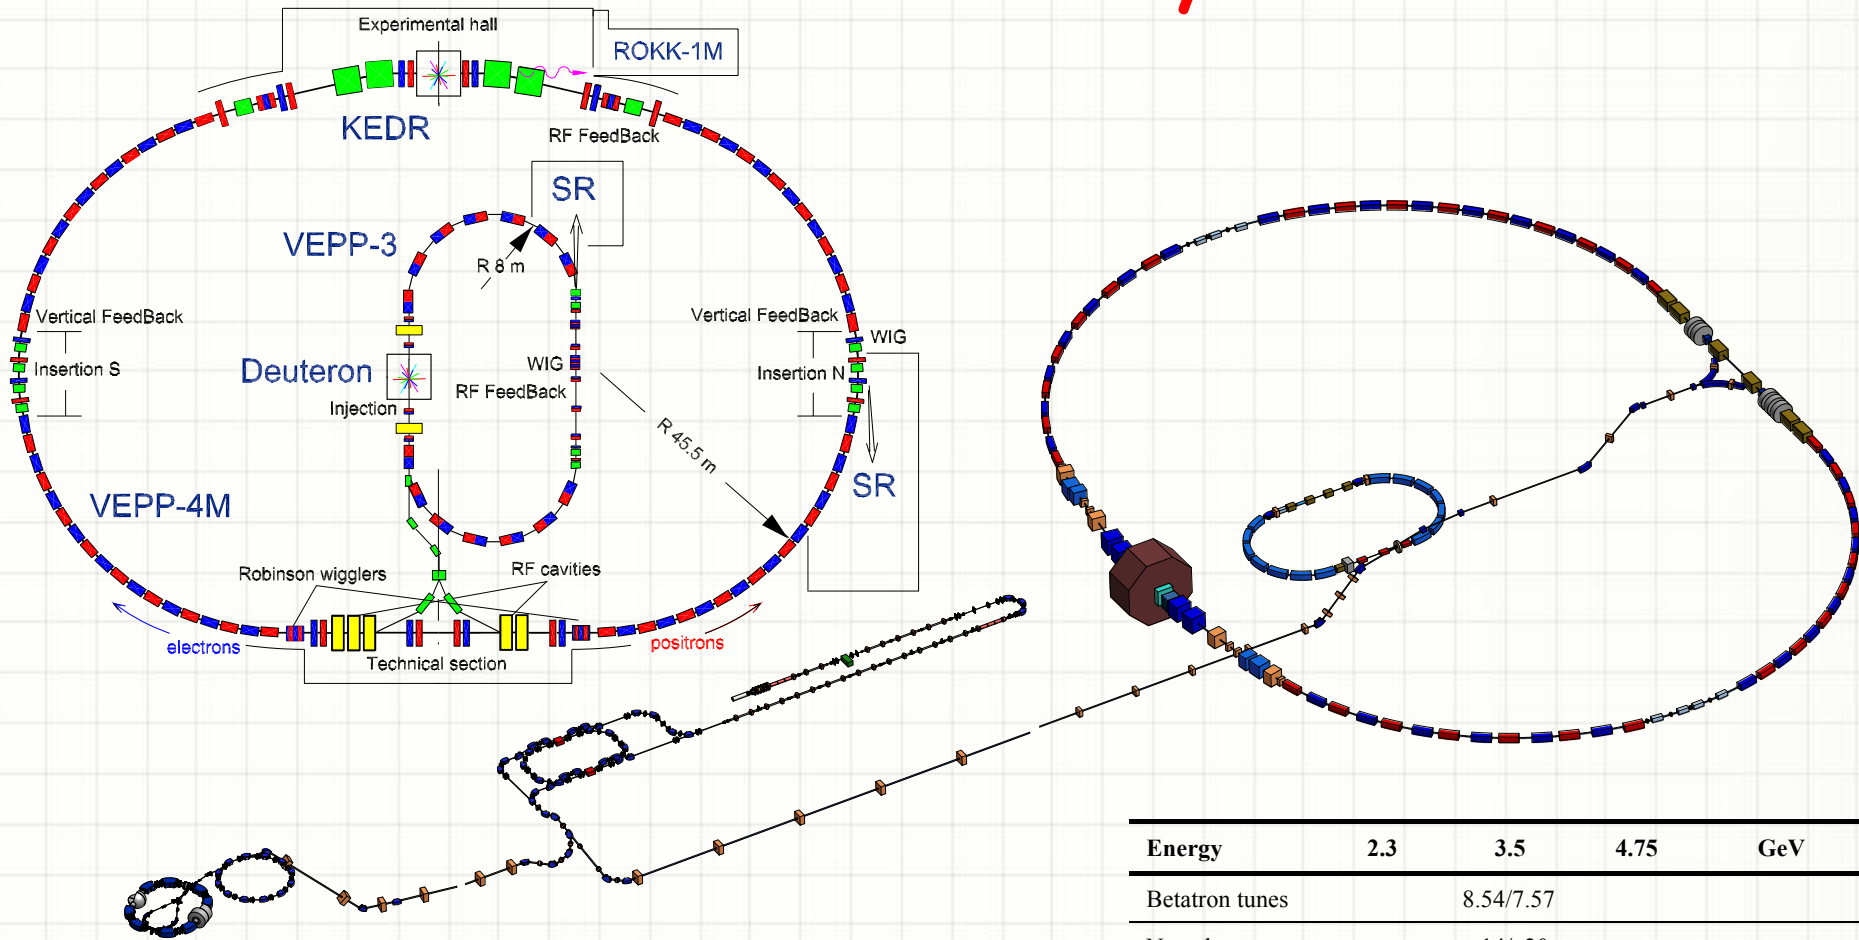 Experimental hall
ROKK-1M
KEDR
RF FeedBack
SR
VEPP-3
R 8 m
Vertical FeedBack
Vertical FeedBack
WIG
Insertion S
Deuteron
WIG
RF FeedBack
Insertion N
Injection
R 45.5 m
SR
VEPP-4M
Robinson wigglers
RF cavities
electrons
positrons
Technical section
Energy 2.3 3.5 4.75 GeV
Betatron tunes 8.54/7.57